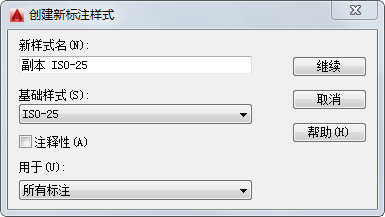 创建新标注样式
新样式名(N):
副本 ISO-25
继续
基础样式(S):
ISO-25
取消
注释性(A)
帮助(H)
用于(U):
所有标注